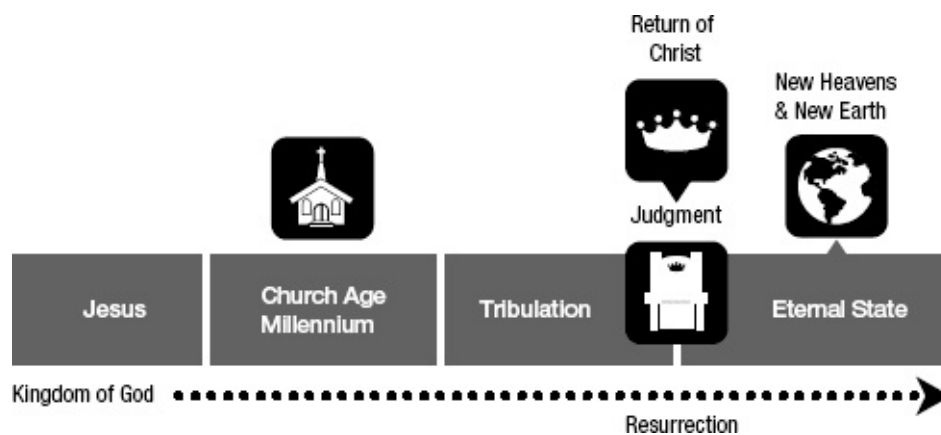 Return of
Christ
New Heavens
& New Earth
Judgment
Jesus
Church Age
Millennium
Tribulation
Eternal State
Kingdom of God
Resurrection